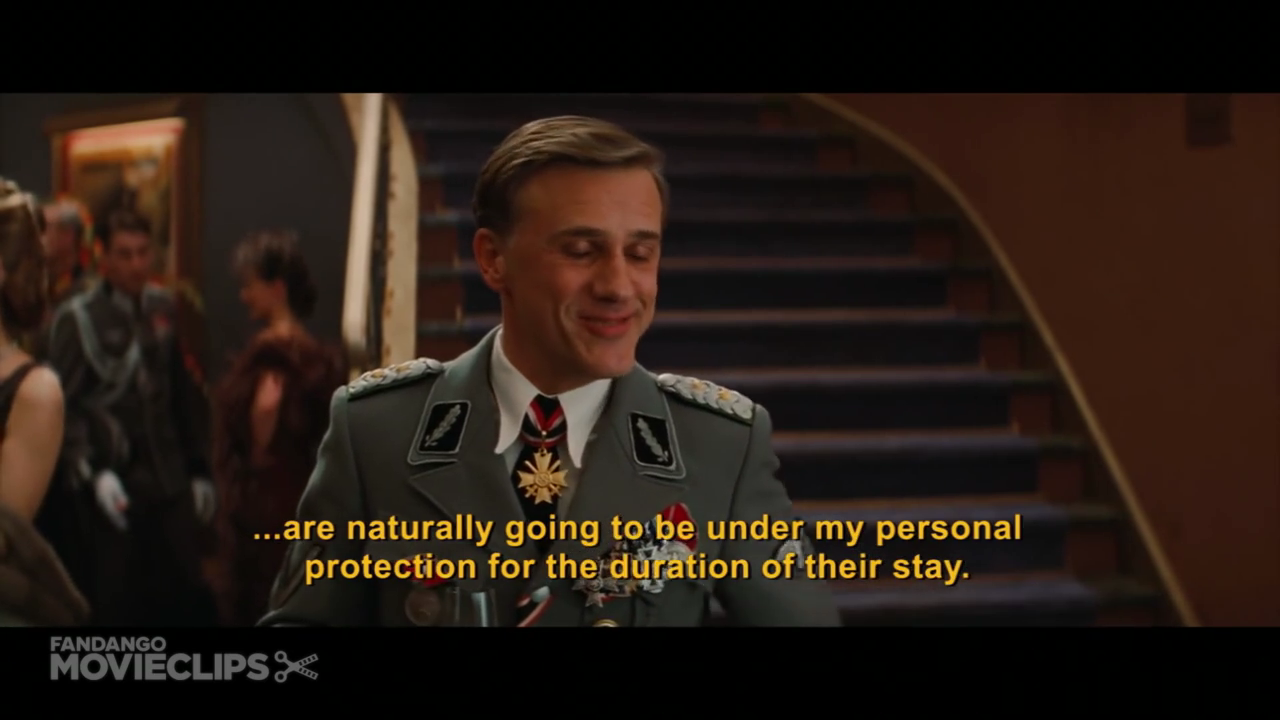 ...are naturally going to be under my personal
protection for the duration of their stay.
FANDANGO
MOVIECLIPS